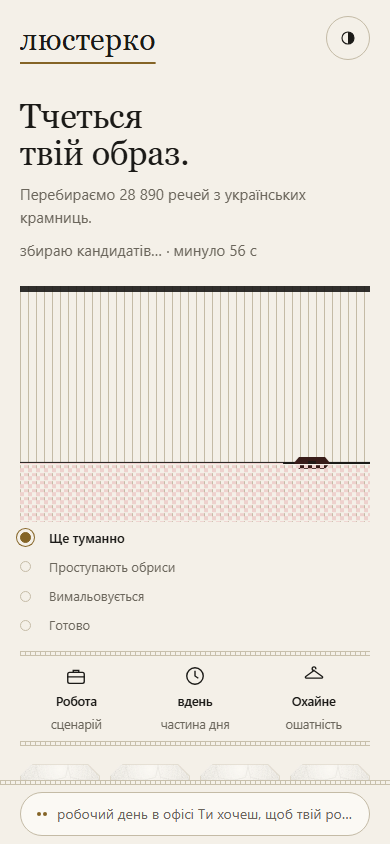 люстерко
Тчеться
твій образ.
Перебираємо 28 890 речей з українських
крамниць.
збираю кандидатів… · минуло 56 с
Ще туманно
Проступають обриси
Вимальовується
Готово
Робота
сценарій
вдень
частина дня
Охайне
ошатність
робочий день в офісі Ти хочеш, щоб твій ро…